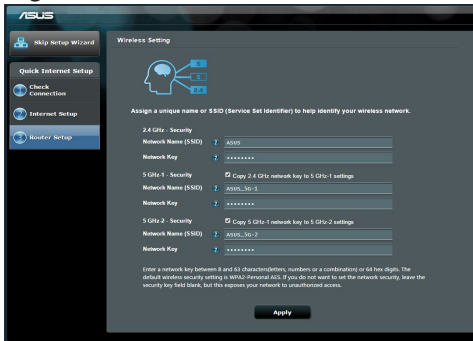 ASUS
Skip Setup Wizard
Quick Internet Setup
1 Check
Connection
2 Internet Setup
3 Router Setup
Wireless Setting
5
5
2.4
Assign a unique name or SSID (Service Set Identifier) to help identify your wireless network.
2.4 GHz - Security
Network Name (SSID) ? ASUS
Network Key ? ••••••••
5 GHz-1 - Security Copy 2.4 GHz network key to 5 GHz-1 settings
Network Name (SSID) ? ASUS_5G-1
Network Key ? ••••••••
5 GHz-2 - Security Copy 5 GHz-1 network key to 5 GHz-2 settings
Network Name (SSID) ? ASUS_5G-2
Network Key ? ••••••••
Enter a network key between 8 and 63 characters(letters, numbers or a combination) or 64 hex digits. The
default wireless security setting is WPA2-Personal AES. If you do not want to set the network security, leave the
security key field blank, but this exposes your network to unauthorized access.
Apply